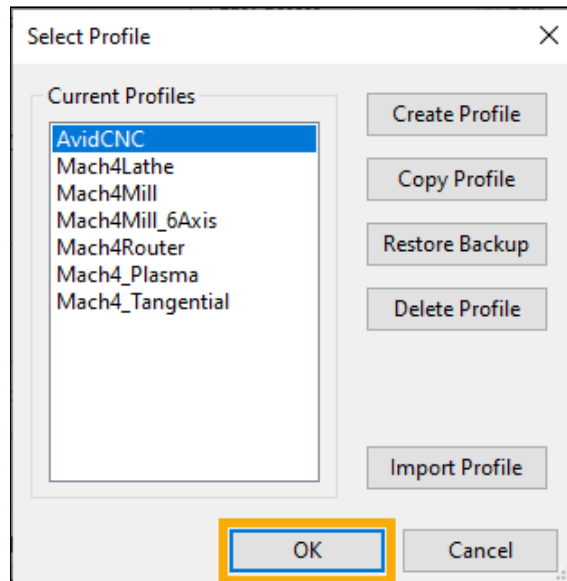 Select Profile
Current Profiles
AvidCNC
Mach4Lathe
Mach4Mill
Mach4Mill_6Axis
Mach4Router
Mach4_Plasma
Mach4_Tangential
Create Profile
Copy Profile
Restore Backup
Delete Profile
Import Profile
OK
Cancel